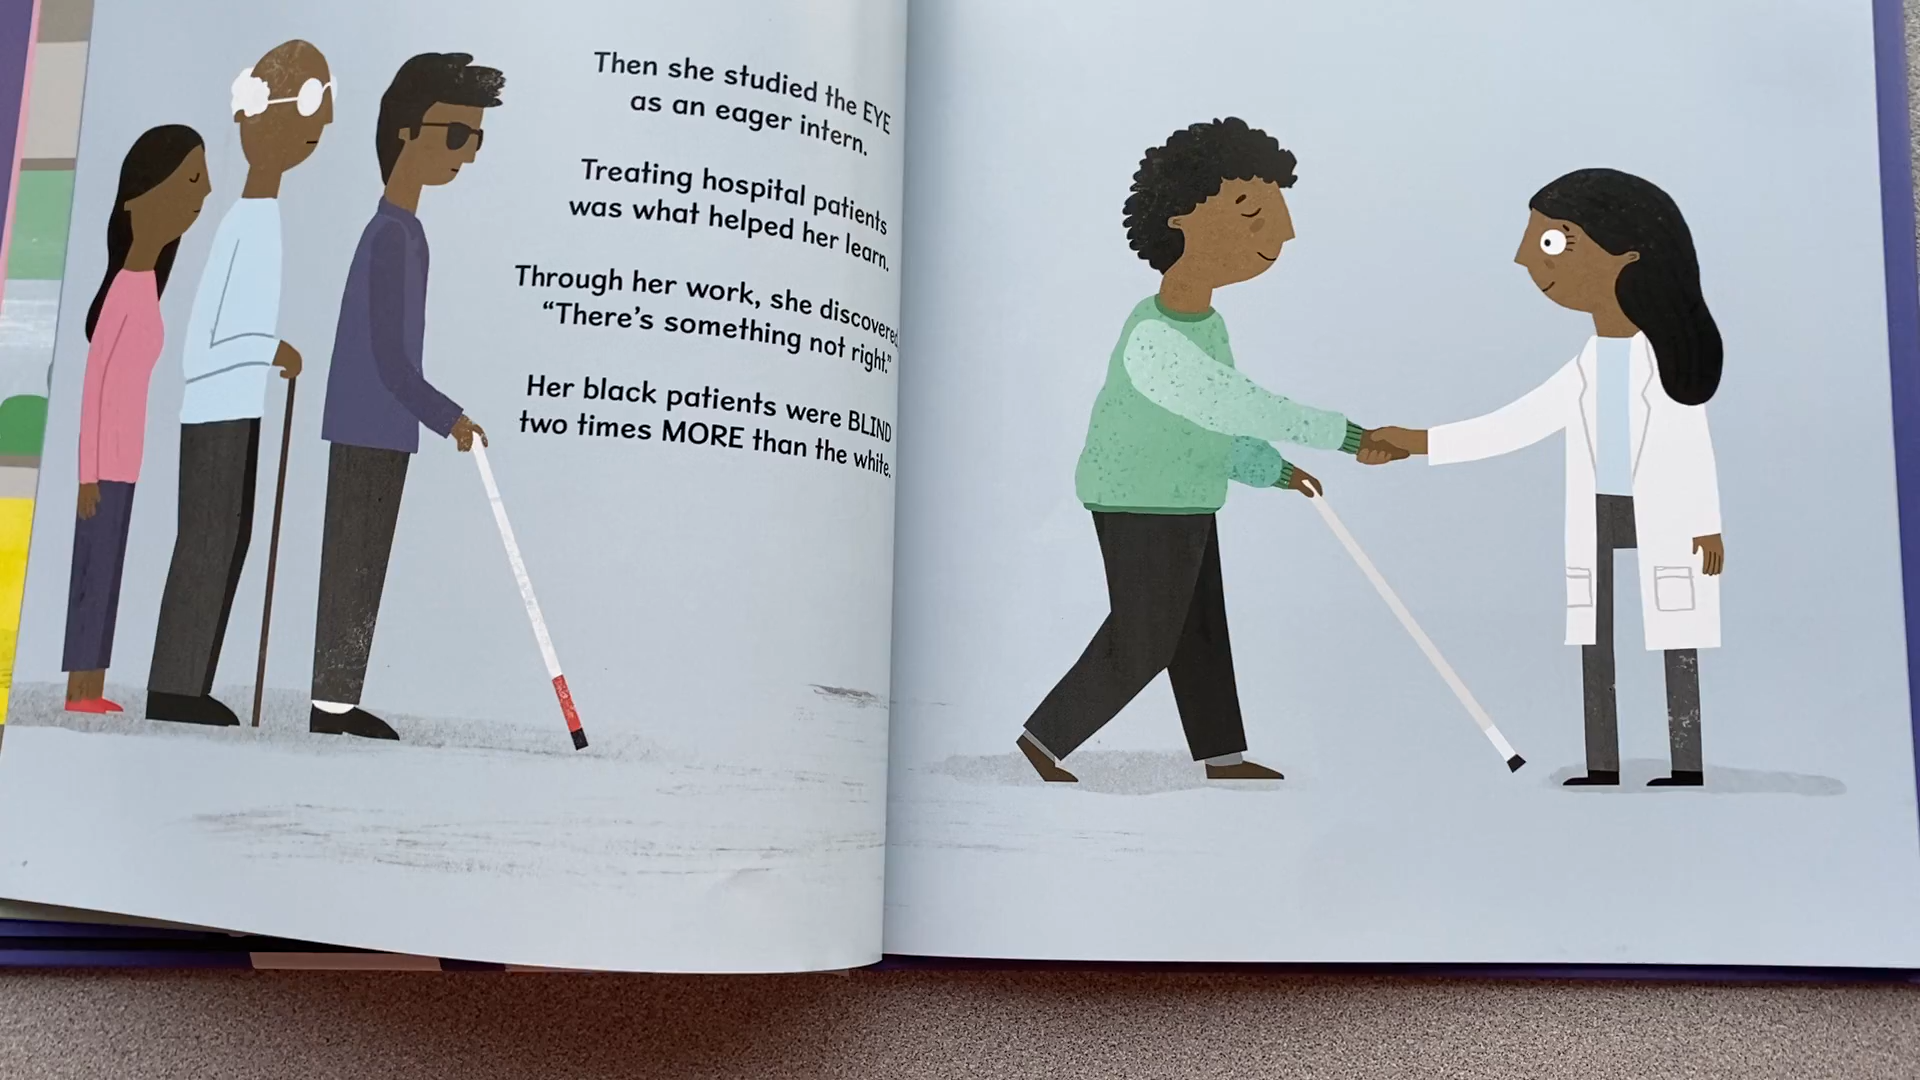 Then she studied the EYE
as an eager intern.
Treating hospital patients
was what helped her learn.
Through her work, she discovered
“There’s something not right.”
Her black patients were BLIND
two times MORE than the white.